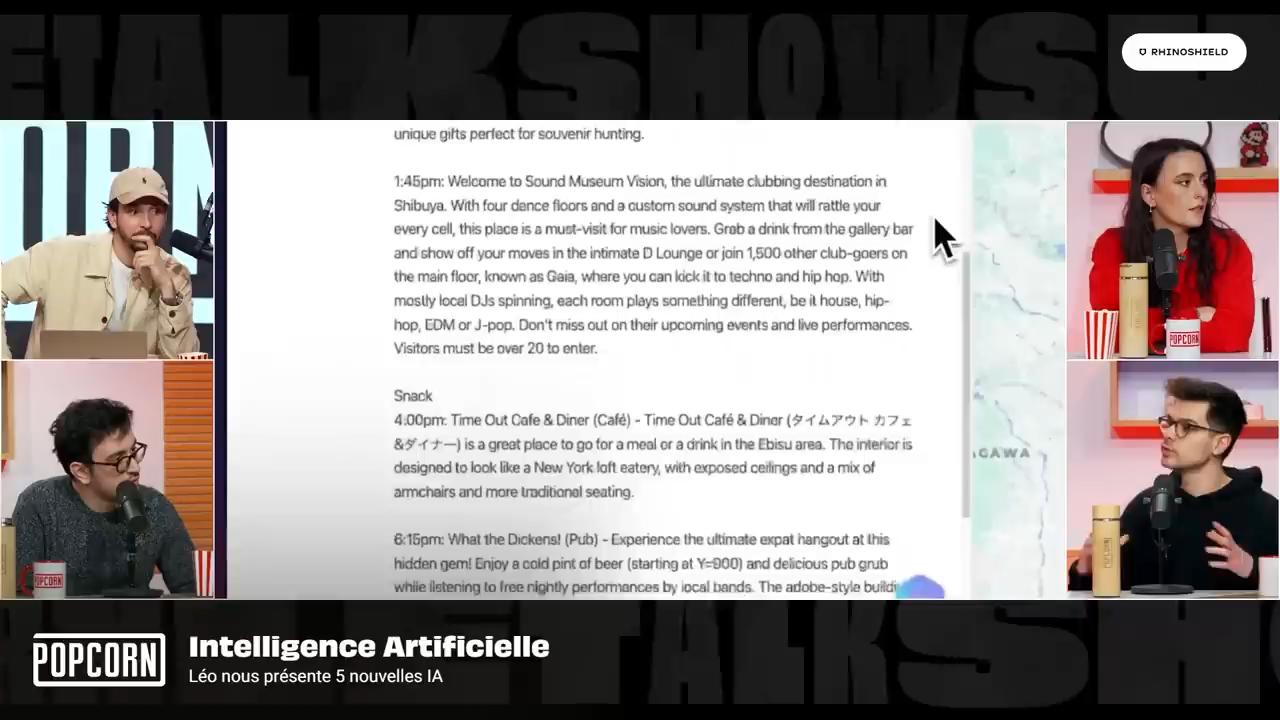 RHINOSHIELD
unique gifts perfect for souvenir hunting.
1:45pm: Welcome to Sound Museum Vision, the ultimate clubbing destination in
Shibuya. With four dance floors and a custom sound system that will rattle your
every cell, this place is a must-visit for music lovers. Grab a drink from the gallery bar
and show off your moves in the intimate D Lounge or join 1,500 other club-goers on
the main floor, known as Gaia, where you can kick it to techno and hip hop. With
mostly local DJs spinning, each room plays something different, be it house, hip-
hop, EDM or J-pop. Don't miss out on their upcoming events and live performances.
Visitors must be over 20 to enter.
Snack
4:00pm: Time Out Cafe & Diner (Café) - Time Out Café & Diner (タイムアウト カフェ
&ダイナー) is a great place to go for a meal or a drink in the Ebisu area. The interior is
designed to look like a New York loft eatery, with exposed ceilings and a mix of
armchairs and more traditional seating.
6:15pm: What the Dickens! (Pub) - Experience the ultimate expat hangout at this
hidden gem! Enjoy a cold pint of beer (starting at Y=900) and delicious pub grub
while listening to free nightly performances by local bands. The adobe-style
AGAWA
POPCORN
POPCORN
POPCORN
POPCORN
Intelligence Artificielle
Léo nous présente 5 nouvelles IA